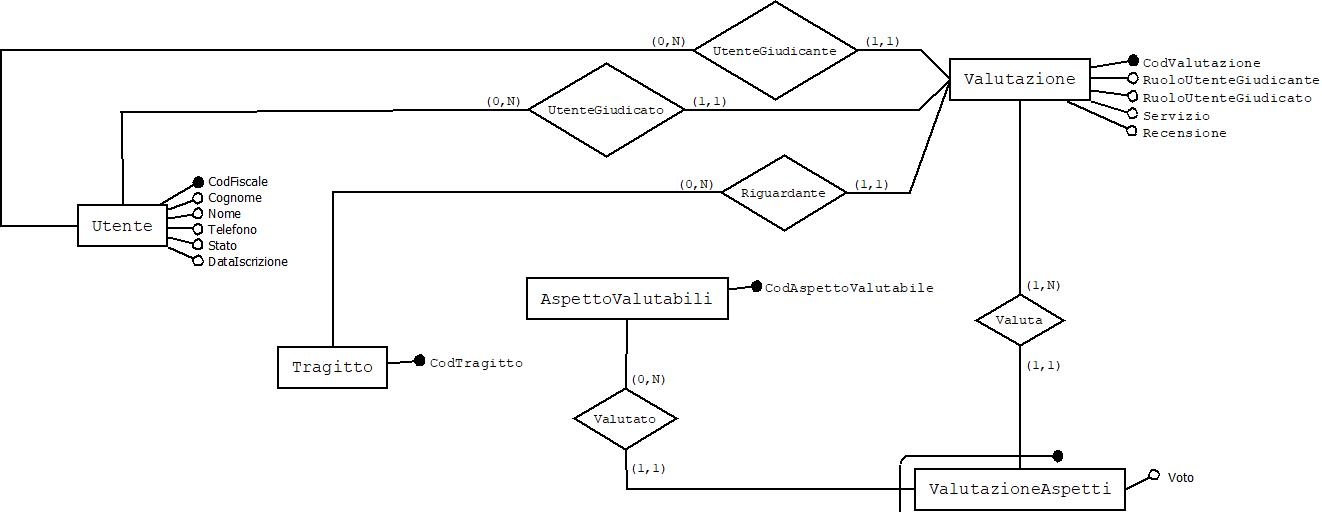 (0,N)
UtenteGiudicante
(1,1)
Valutazione
CodValutazione
RuoloUtenteGiudicante
RuoloUtenteGiudicato
Servizio
Recensione
(0,N)
UtenteGiudicato
(1,1)
(0,N)
Riguardante
(1,1)
Utente
CodFiscale
Cognome
Nome
Telefono
Stato
DataIscrizione
AspettoValutabili
CodAspettoValutabile
(1,N)
Valuta
(1,1)
Tragitto
CodTragitto
(0,N)
Valutato
(1,1)
ValutazioneAspetti
Voto